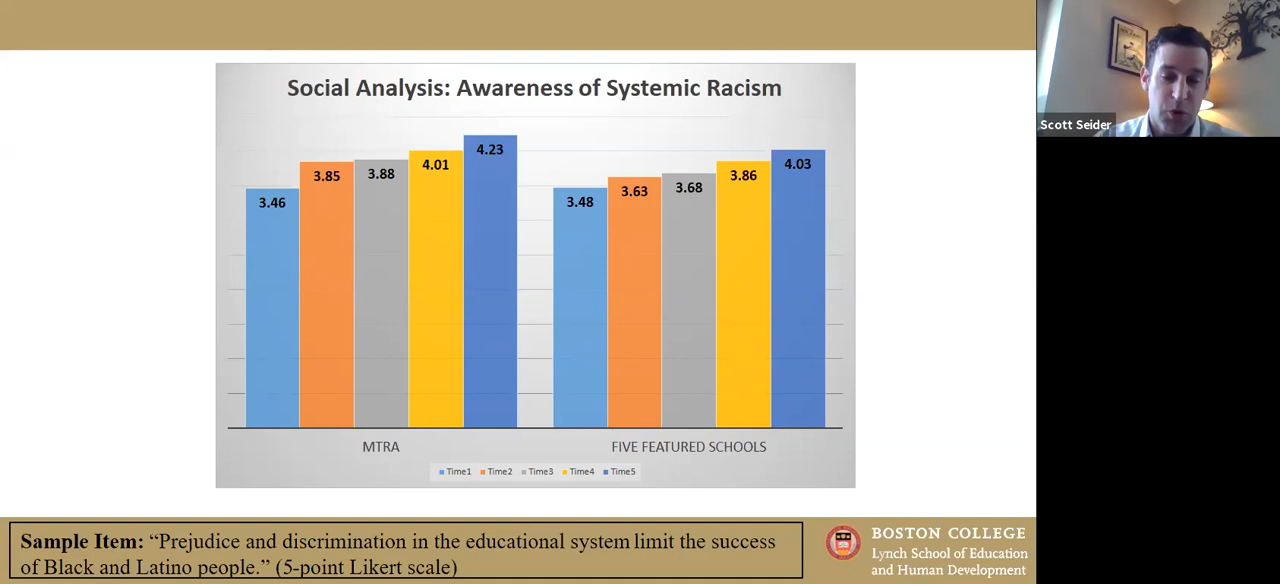 Social Analysis: Awareness of Systemic Racism
3.46
3.85
3.88
4.01
4.23
3.48
3.63
3.68
3.86
4.03
MTRA
FIVE FEATURED SCHOOLS
Time1 Time2 Time3 Time4 Time5
Sample Item: “Prejudice and discrimination in the educational system limit the success
of Black and Latino people.” (5-point Likert scale)
BOSTON COLLEGE
Lynch School of Education
and Human Development
Scott Seider